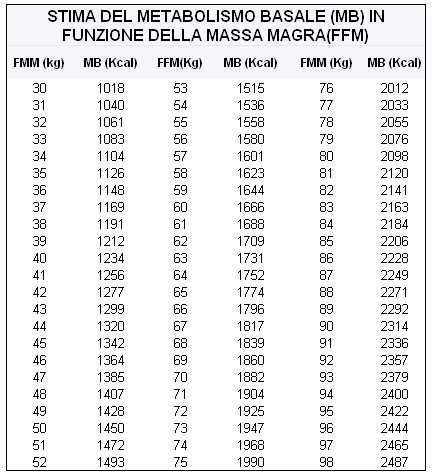 STIMA DEL METABOLISMO BASALE (MB) IN
FUNZIONE DELLA MASSA MAGRA(FFM)
FMM (kg) MB (Kcal) FFM(Kg) MB (Kcal) FMM (kg) MB (Kcal)
30 1018 53 1515 76 2012
31 1040 54 1536 77 2033
32 1061 55 1558 78 2055
33 1083 56 1580 79 2076
34 1104 57 1601 80 2098
35 1126 58 1623 81 2120
36 1148 59 1644 82 2141
37 1169 60 1666 83 2163
38 1191 61 1688 84 2184
39 1212 62 1709 85 2206
40 1234 63 1731 86 2228
41 1256 64 1752 87 2249
42 1277 65 1774 88 2271
43 1299 66 1796 89 2292
44 1320 67 1817 90 2314
45 1342 68 1839 91 2336
46 1364 69 1860 92 2357
47 1385 70 1882 93 2379
48 1407 71 1904 94 2400
49 1428 72 1925 95 2422
50 1450 73 1947 96 2444
51 1472 74 1968 97 2465
52 1493 75 1990 98 2487